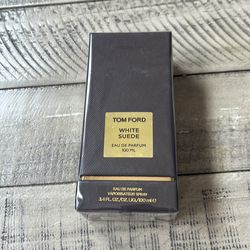 TOM FORD
WHITE
SUEDE
EAU DE PARFUM
100 ML
EAU DE PARFUM
VAPORISATEUR SPRAY
3.4 FL.OZ./OZ.LIQ./100 ml ℮